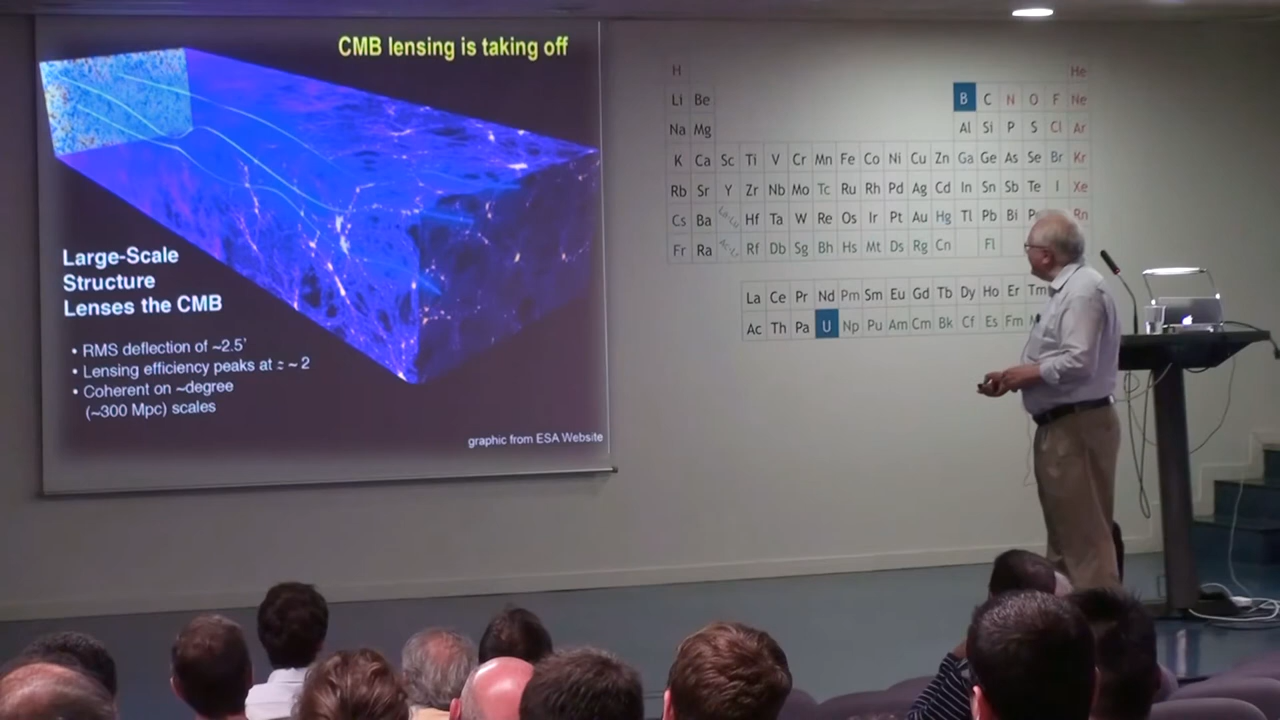 CMB lensing is taking off
Large-Scale
Structure
Lenses the CMB
• RMS deflection of ~2.5'
• Lensing efficiency peaks at z ~ 2
• Coherent on ~degree
(~300 Mpc) scales
graphic from ESA Website
H He
Li Be B C N O F Ne
Na Mg Al Si P S Cl Ar
K Ca Sc Ti V Cr Mn Fe Co Ni Cu Zn Ga Ge As Se Br Kr
Rb Sr Y Zr Nb Mo Tc Ru Rh Pd Ag Cd In Sn Sb Te I Xe
Cs Ba Hf Ta W Re Os Ir Pt Au Hg Tl Pb Bi Rn
Fr Ra Rf Db Sg Bh Hs Mt Ds Rg Cn Fl
La Ce Pr Nd Pm Sm Eu Gd Tb Dy Ho Er Tm
Ac Th Pa U Np Pu Am Cm Bk Cf Es Fm